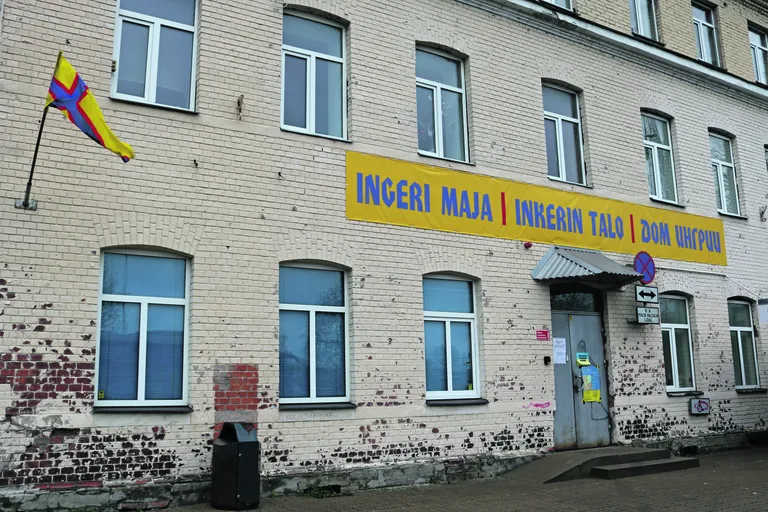 INGERI MAJA | INKERIN TALO | ДОМ ИНГРИИ